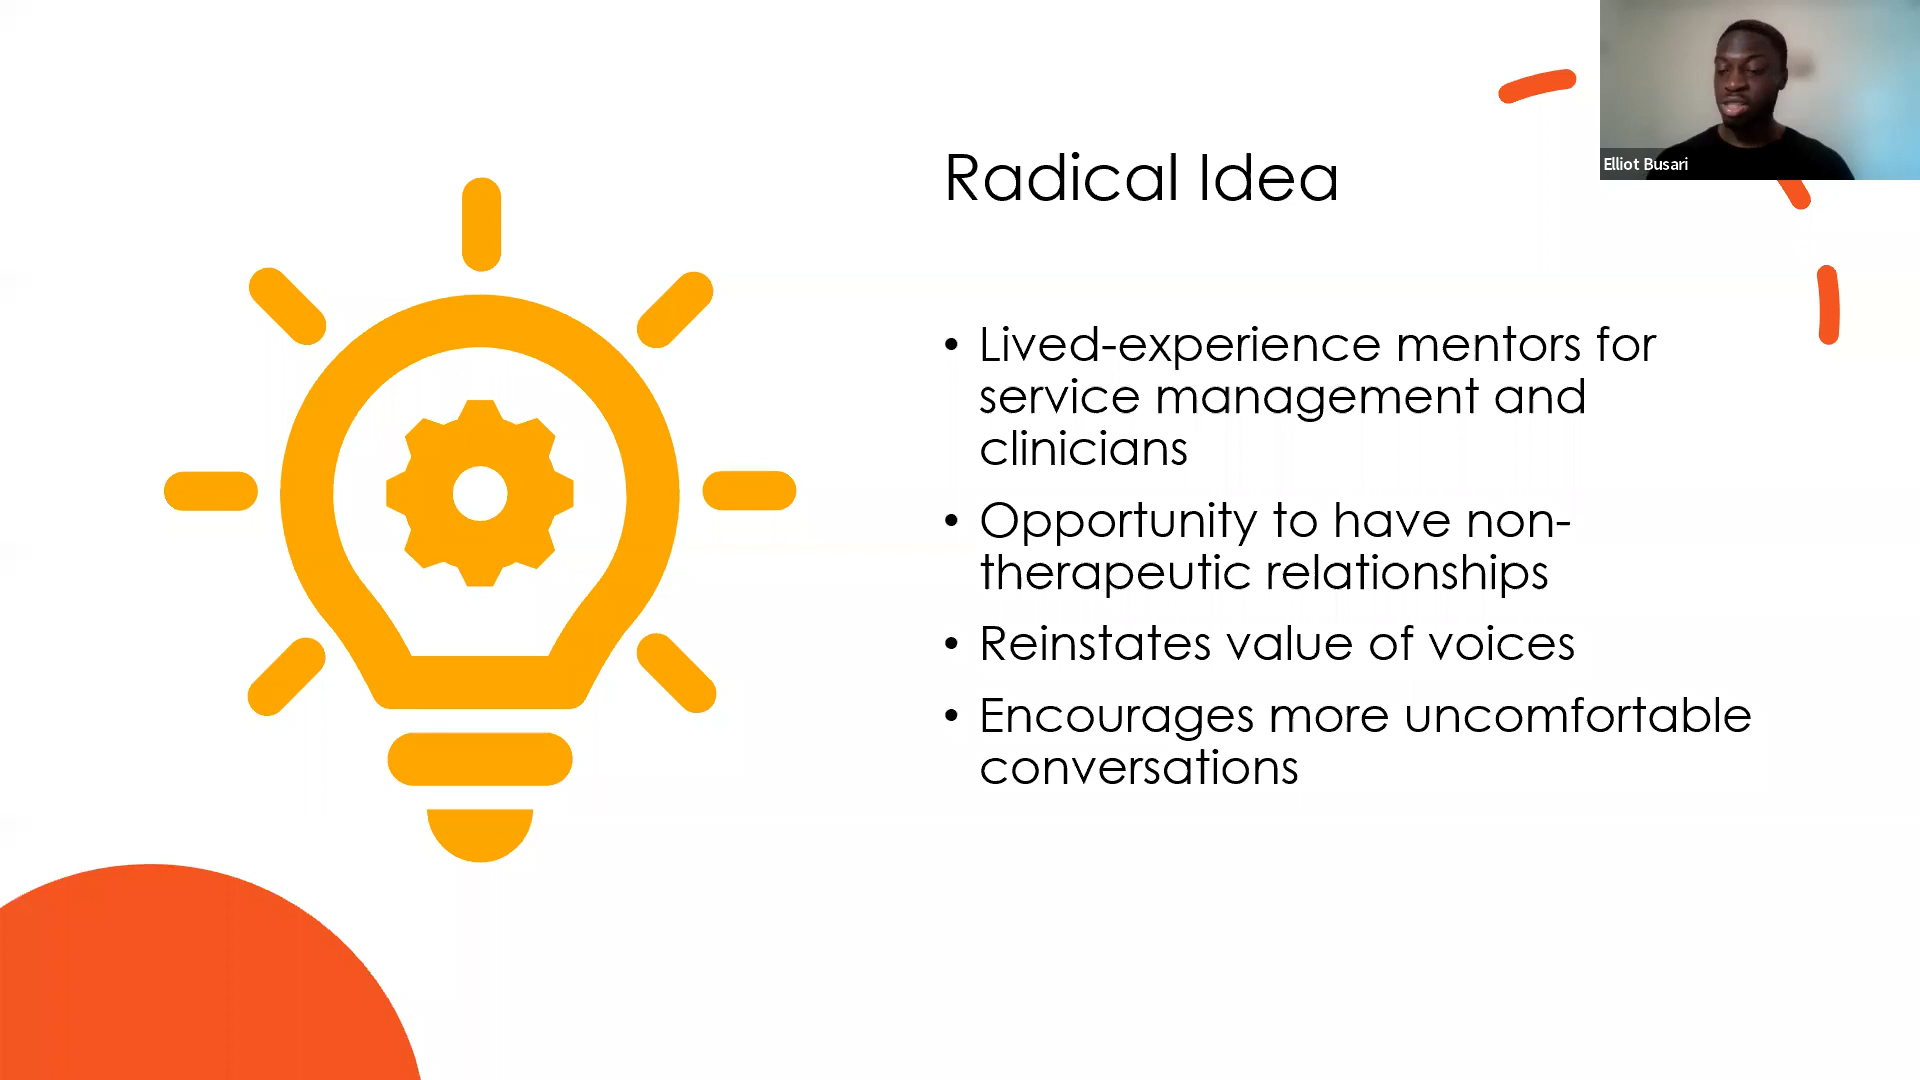 Elliot Busari
Radical Idea
• Lived-experience mentors for
service management and
clinicians
• Opportunity to have non-
therapeutic relationships
• Reinstates value of voices
• Encourages more uncomfortable
conversations